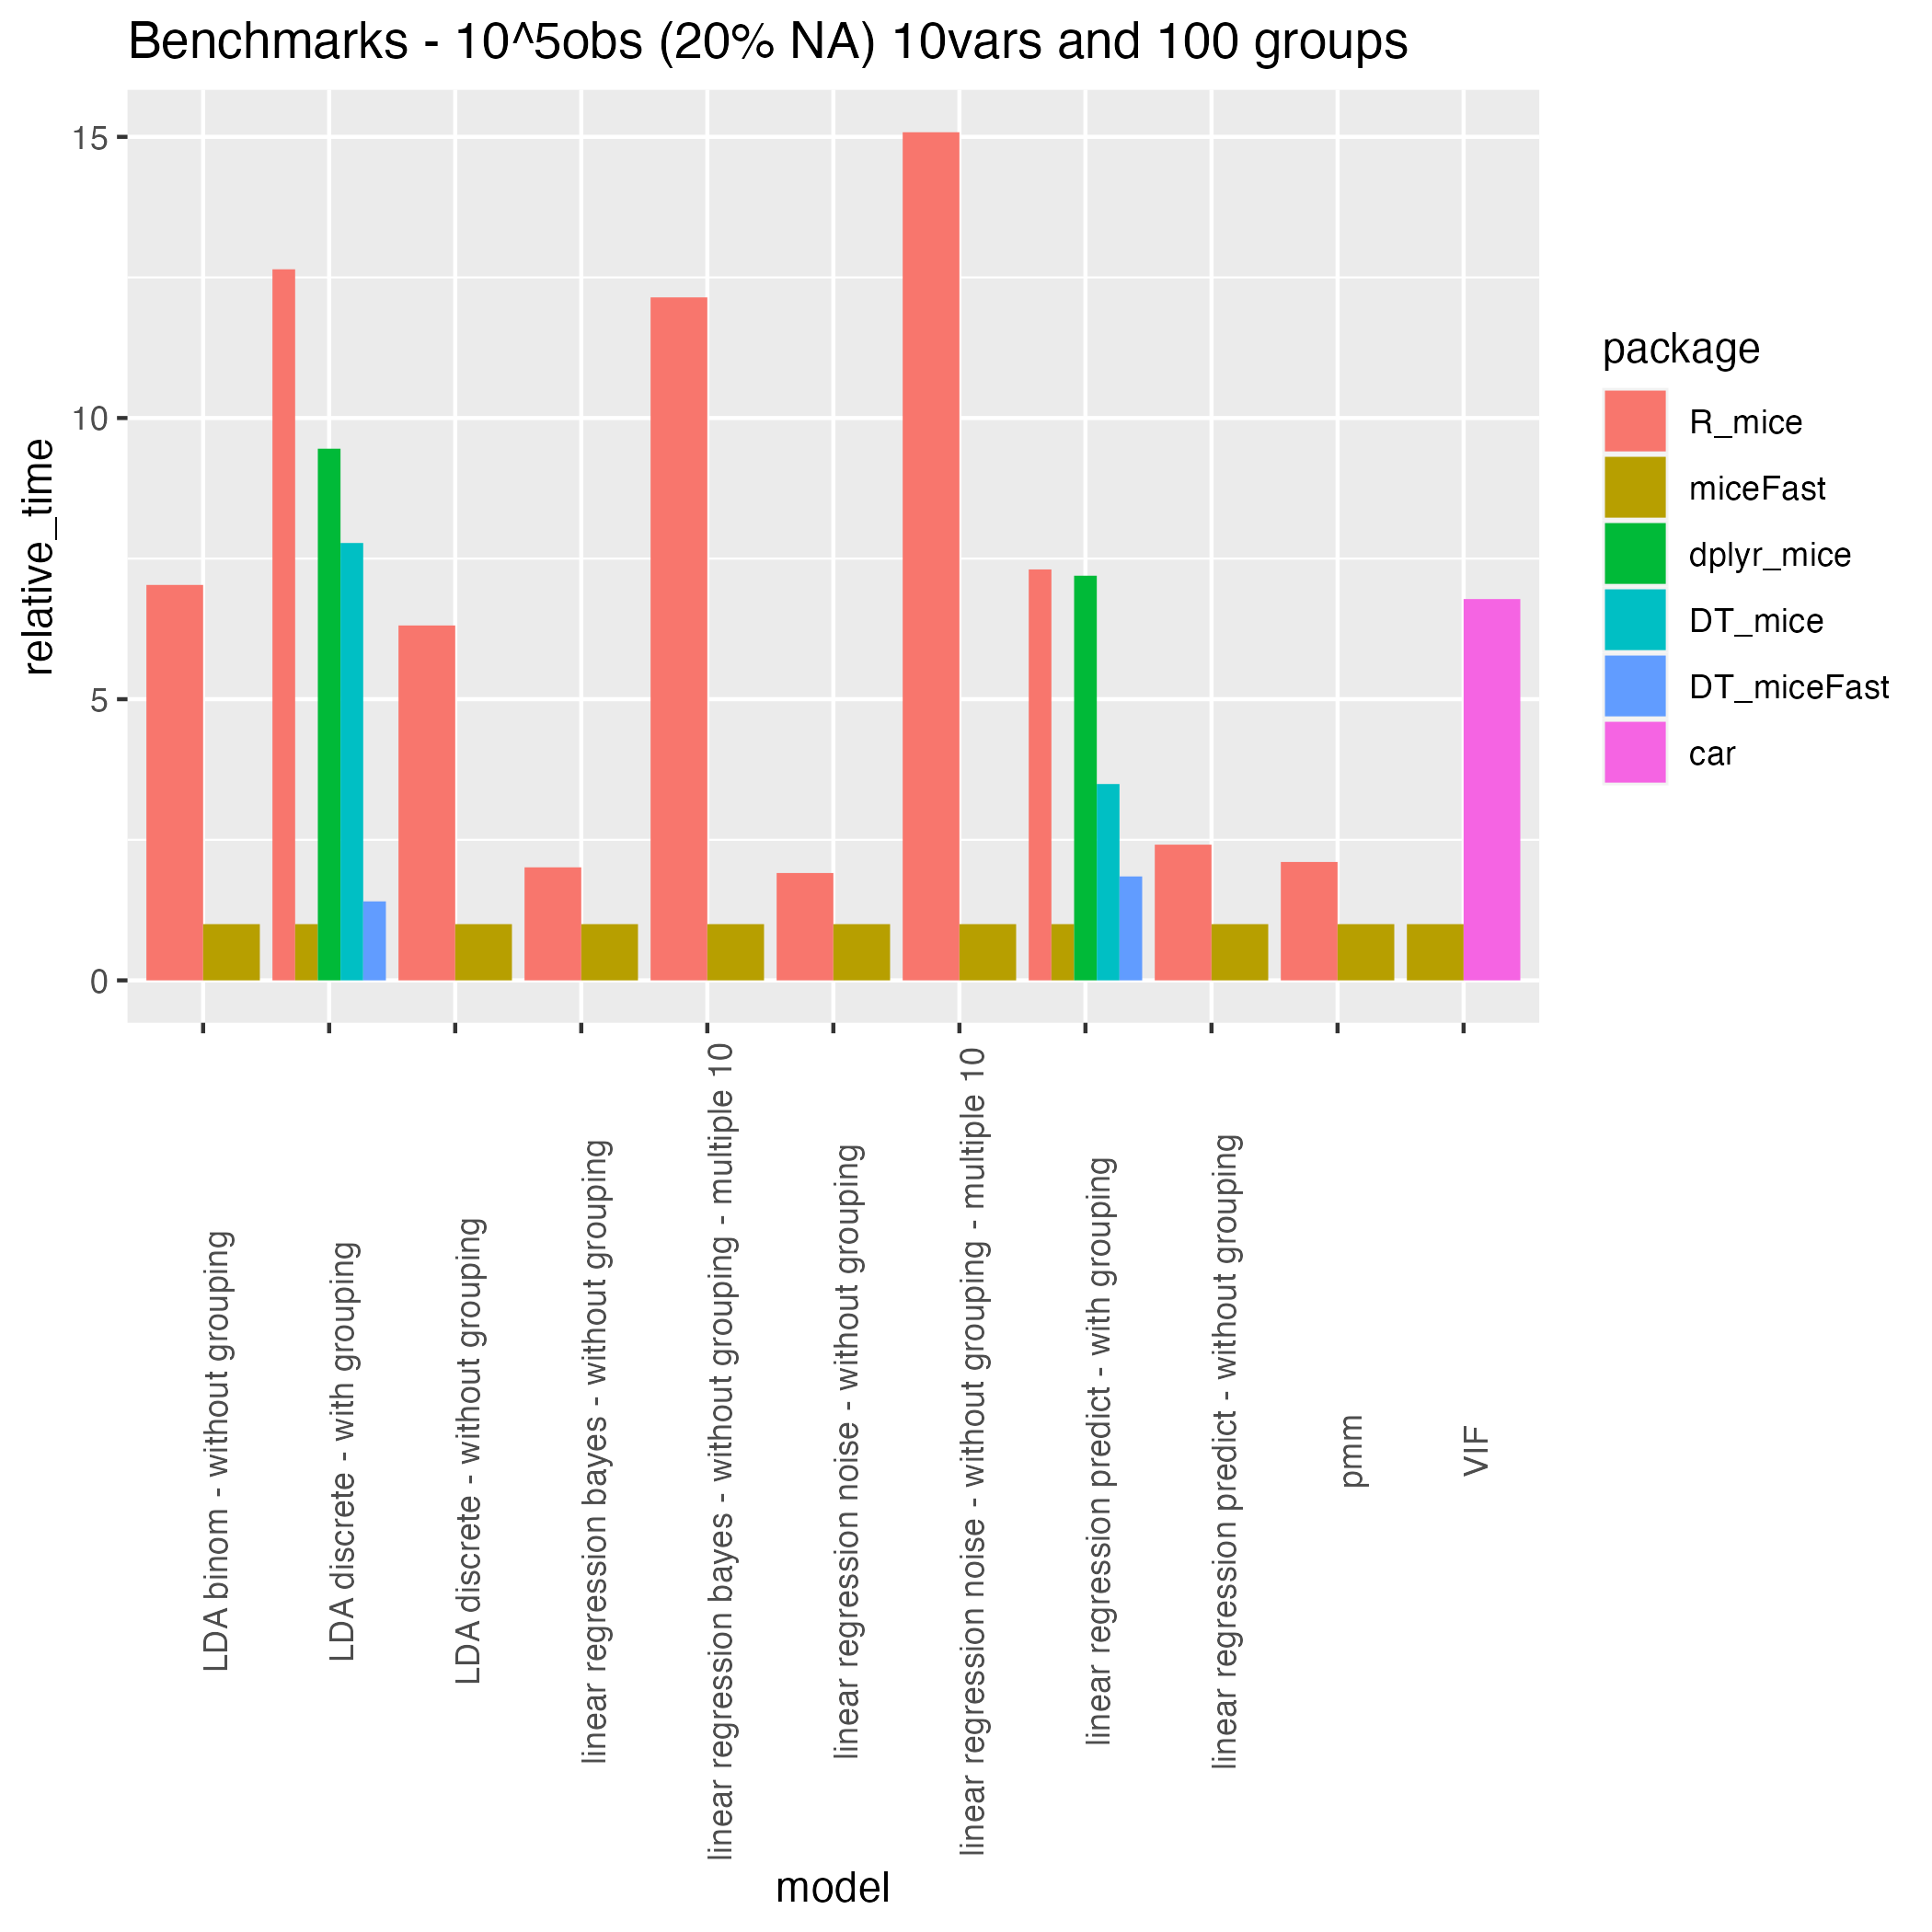 Benchmarks - 10^5obs (20% NA) 10vars and 100 groups
relative_time
15
10
5
0
LDA binom - without grouping
LDA discrete - with grouping
LDA discrete - without grouping
linear regression bayes - without grouping
linear regression bayes - without grouping - multiple 10
linear regression noise - without grouping
linear regression noise - without grouping - multiple 10
linear regression predict - with grouping
linear regression predict - without grouping
pmm
VIF
model
package
R_mice
miceFast
dplyr_mice
DT_mice
DT_miceFast
car